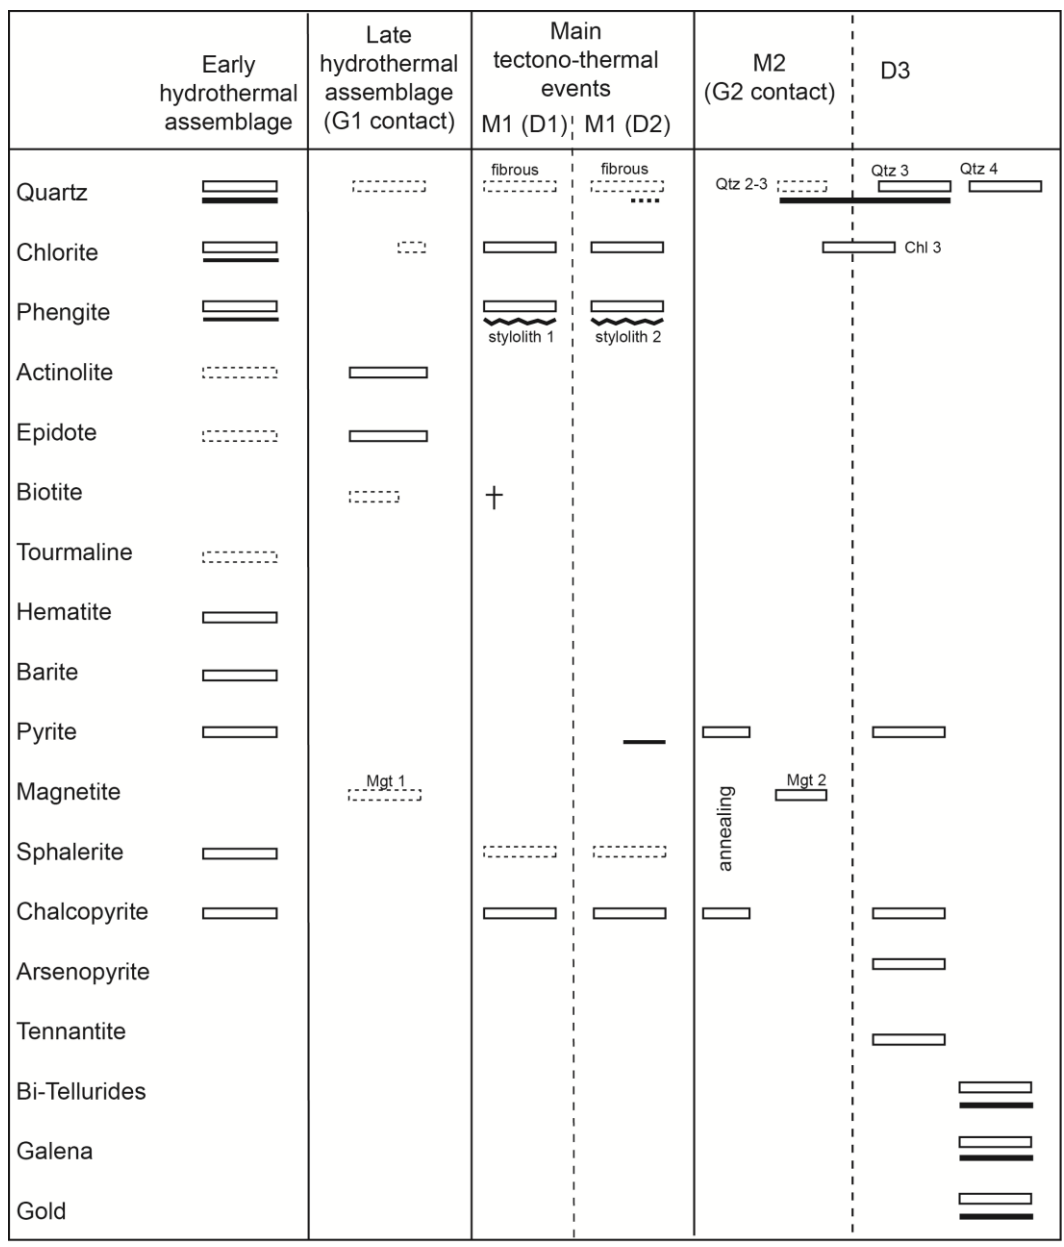 Early
hydrothermal
assemblage
Late
hydrothermal
assemblage
(G1 contact)
Main
tectono-thermal
events
M1 (D1)
M1 (D2)
M2
(G2 contact)
D3
Quartz
fibrous
fibrous
Qtz 2-3
Qtz 3
Qtz 4
Chlorite
Chl 3
Phengite
stylolith 1
stylolith 2
Actinolite
Epidote
Biotite
Tourmaline
Hematite
Barite
Pyrite
Magnetite
Mgt 1
annealing
Mgt 2
Sphalerite
Chalcopyrite
Arsenopyrite
Tennantite
Bi-Tellurides
Galena
Gold